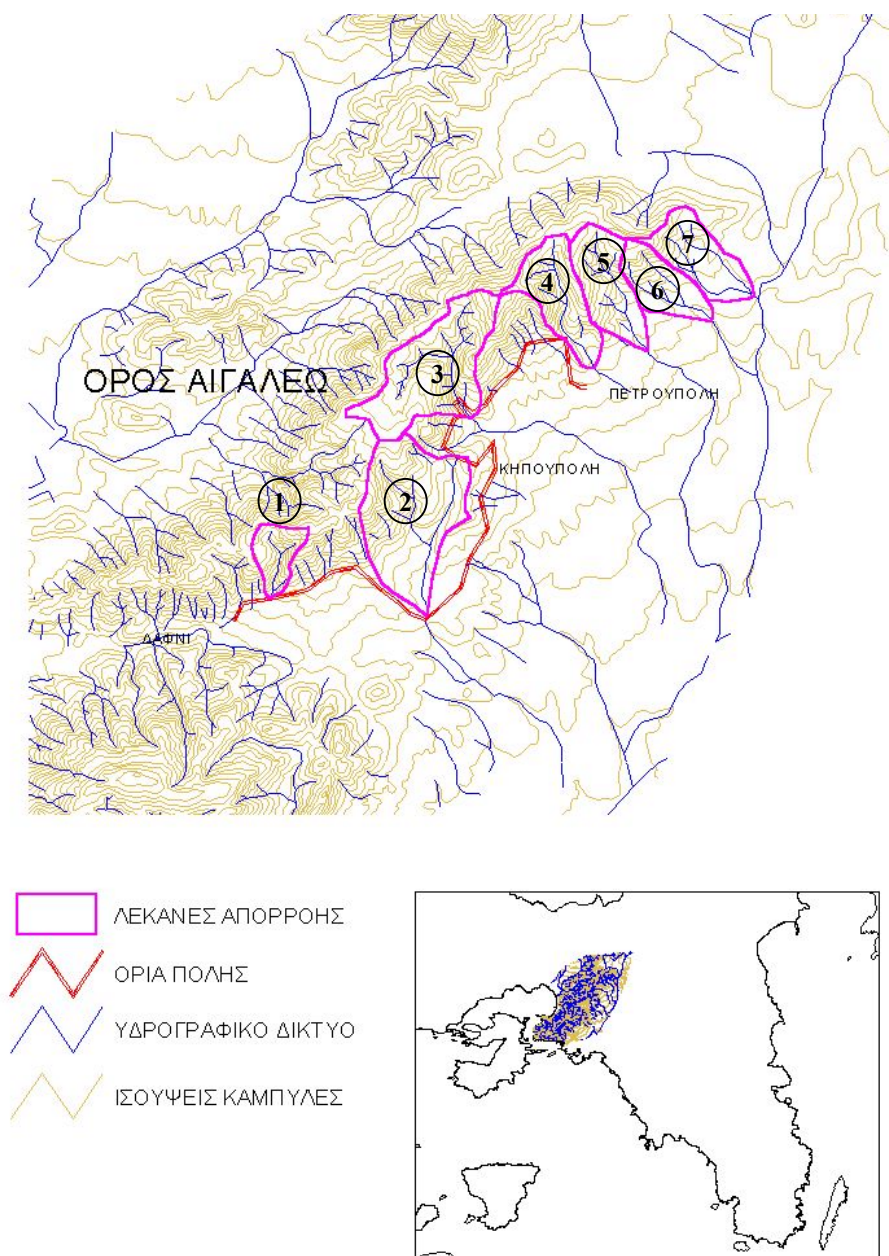 7
5
4
6
3
ΟΡΟΣ ΑΙΓΑΛΕΩ
ΠΕΤΡΟΥΠΟΛΗ
ΚΗΠΟΥΠΟΛΗ
1
2
ΔΑΦΝΙ
ΛΕΚΑΝΕΣ ΑΠΟΡΡΟΗΣ
ΟΡΙΑ ΠΟΛΗΣ
ΥΔΡΟΓΡΑΦΙΚΟ ΔΙΚΤΥΟ
ΙΣΟΥΨΕΙΣ ΚΑΜΠΥΛΕΣ